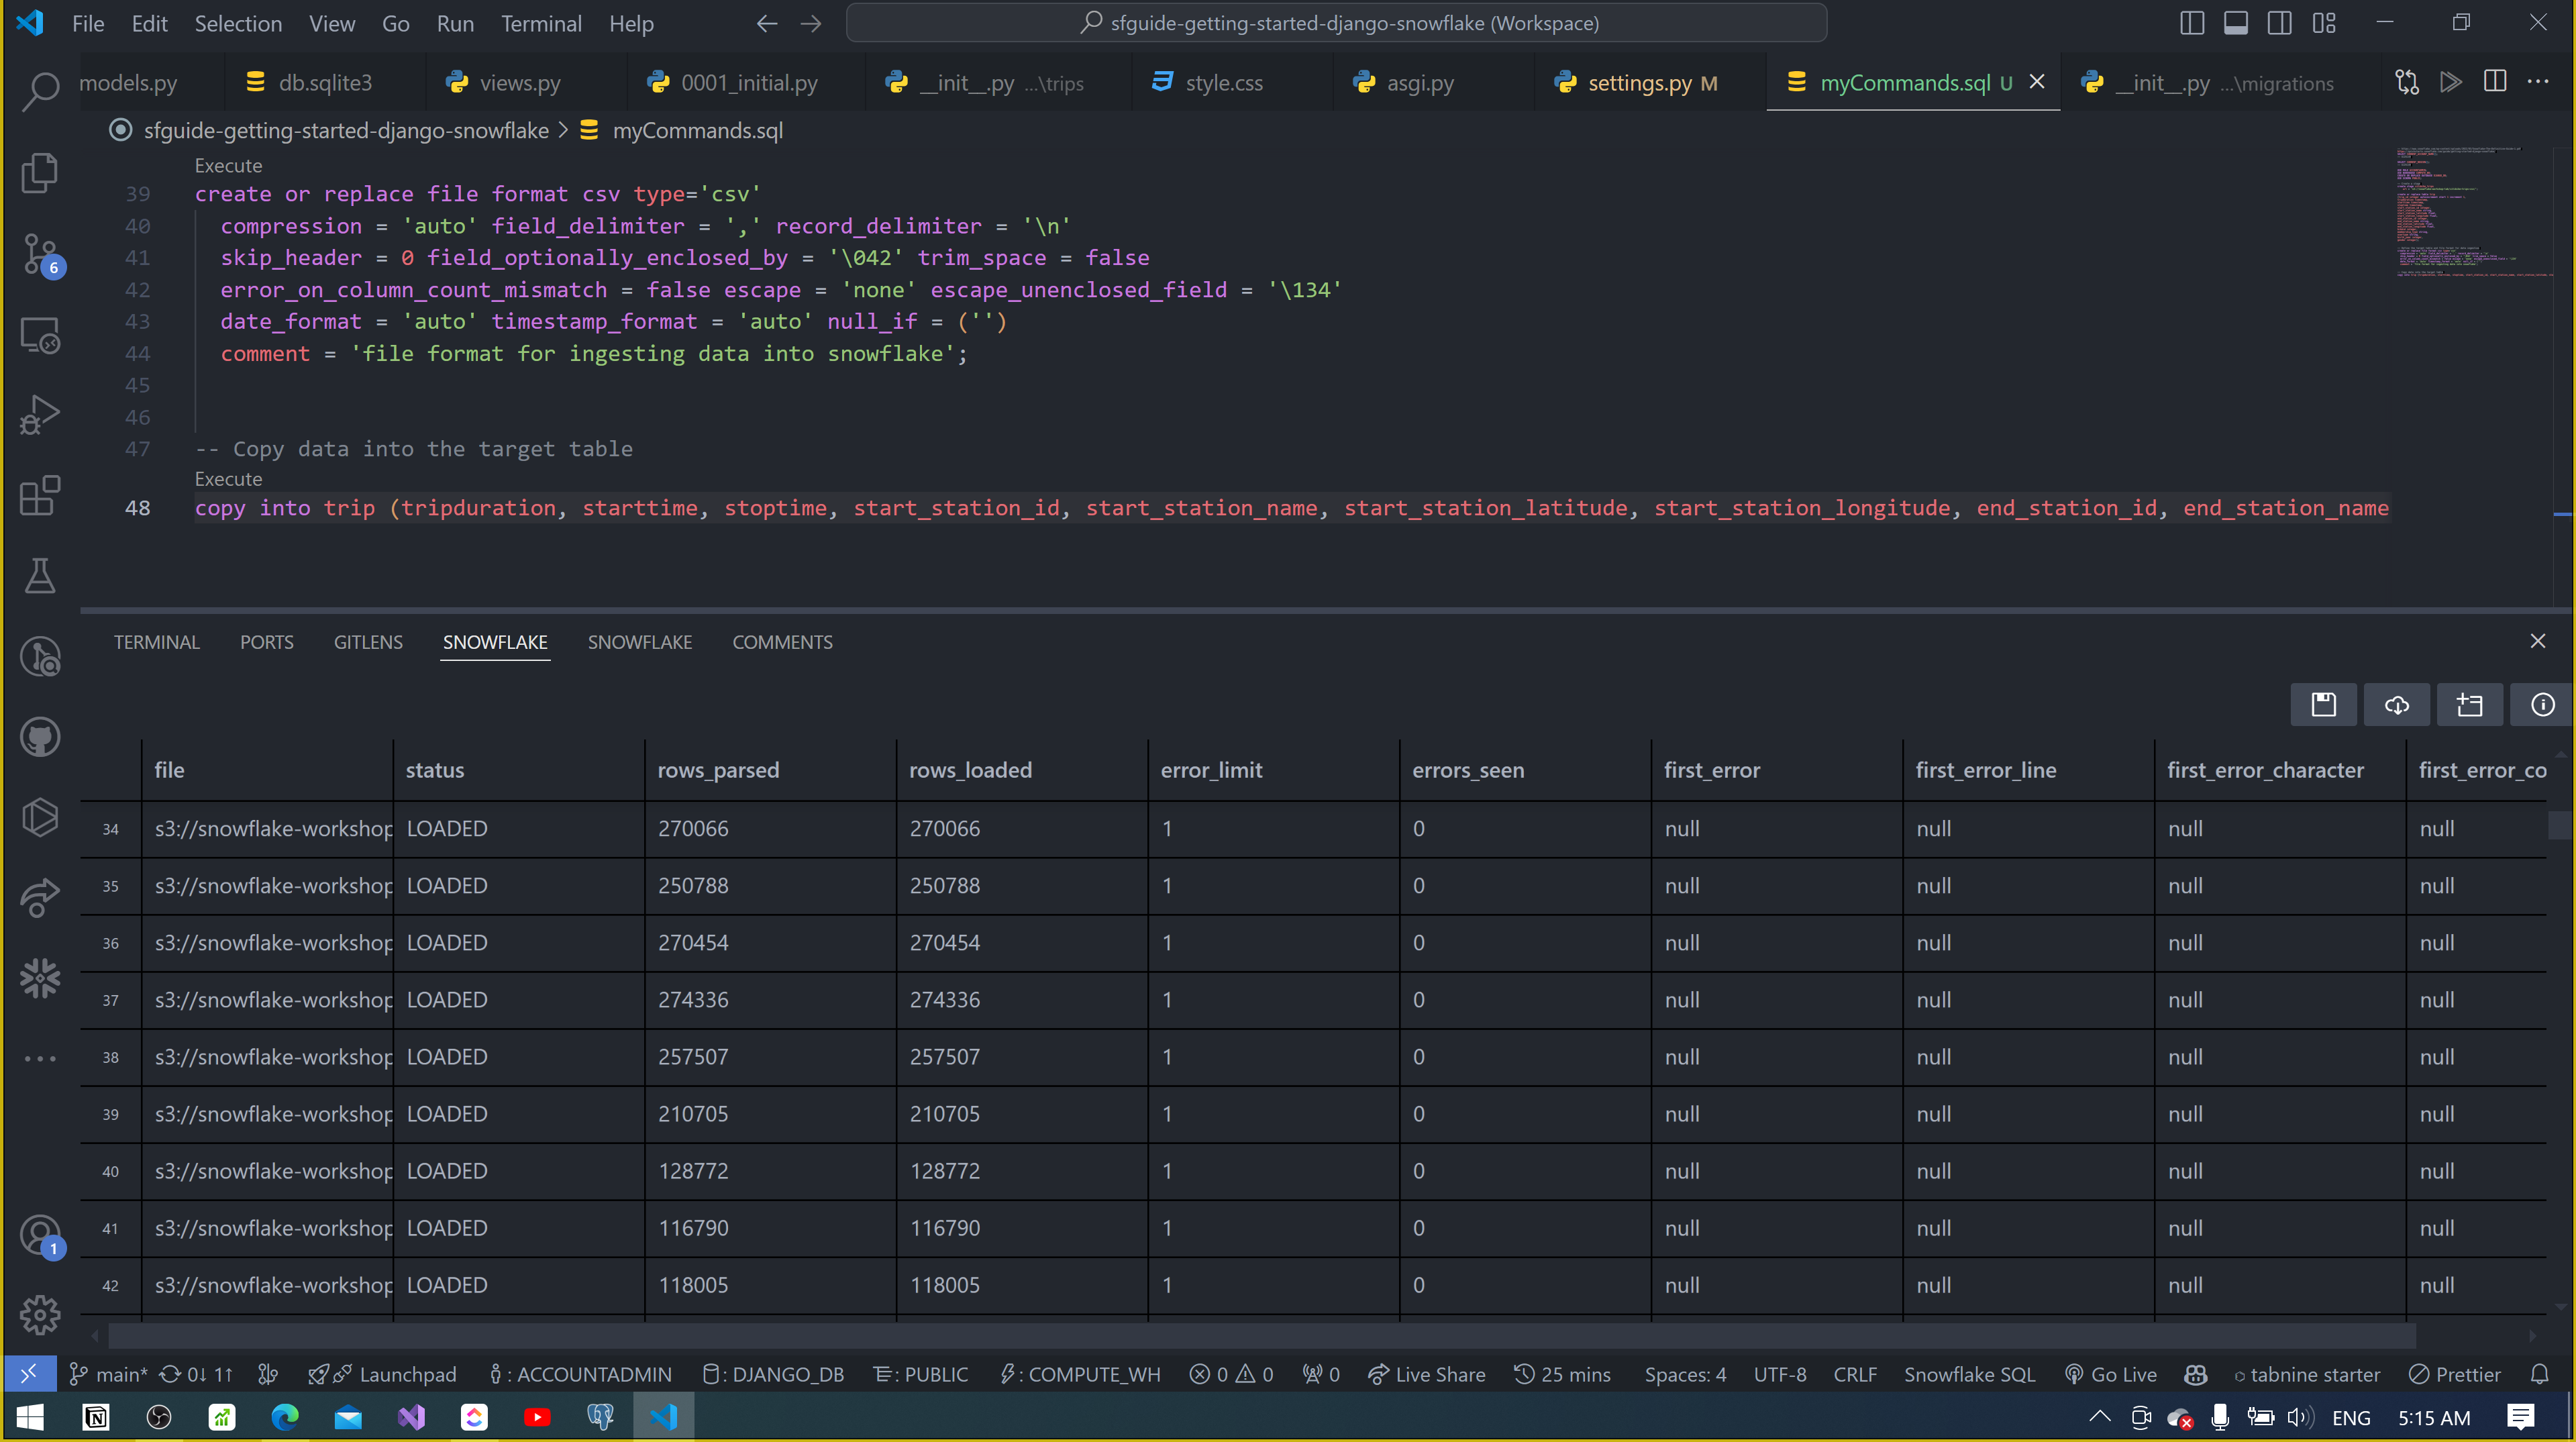 File Edit Selection View Go Run Terminal Help
sfguide-getting-started-django-snowflake (Workspace)
models.py db.sqlite3 views.py 0001_initial.py __init__.py ...\trips style.css asgi.py settings.py M myCommands.sql U __init__.py ...\migrations
sfguide-getting-started-django-snowflake > myCommands.sql
Execute
39 create or replace file format csv type='csv'
40 compression = 'auto' field_delimiter = ',' record_delimiter = '\n'
41 skip_header = 0 field_optionally_enclosed_by = '\042' trim_space = false
42 error_on_column_count_mismatch = false escape = 'none' escape_unenclosed_field = '\134'
43 date_format = 'auto' timestamp_format = 'auto' null_if = ('')
44 comment = 'file format for ingesting data into snowflake';
45
46
47 -- Copy data into the target table
Execute
48 copy into trip (tripduration, starttime, stoptime, start_station_id, start_station_name, start_station_latitude, start_station_longitude, end_station_id, end_station_name
TERMINAL PORTS GITLENS SNOWFLAKE SNOWFLAKE COMMENTS
file status rows_parsed rows_loaded error_limit errors_seen first_error first_error_line first_error_character first_error_co
34 s3://snowflake-workshop LOADED 270066 270066 1 0 null null null null
35 s3://snowflake-workshop LOADED 250788 250788 1 0 null null null null
36 s3://snowflake-workshop LOADED 270454 270454 1 0 null null null null
37 s3://snowflake-workshop LOADED 274336 274336 1 0 null null null null
38 s3://snowflake-workshop LOADED 257507 257507 1 0 null null null null
39 s3://snowflake-workshop LOADED 210705 210705 1 0 null null null null
40 s3://snowflake-workshop LOADED 128772 128772 1 0 null null null null
41 s3://snowflake-workshop LOADED 116790 116790 1 0 null null null null
42 s3://snowflake-workshop LOADED 118005 118005 1 0 null null null null
6
1
main* 0↓ 1↑ Launchpad : ACCOUNTADMIN : DJANGO_DB : PUBLIC : COMPUTE_WH 0 0 0 Live Share 25 mins Spaces: 4 UTF-8 CRLF Snowflake SQL Go Live tabnine starter Prettier
ENG 5:15 AM